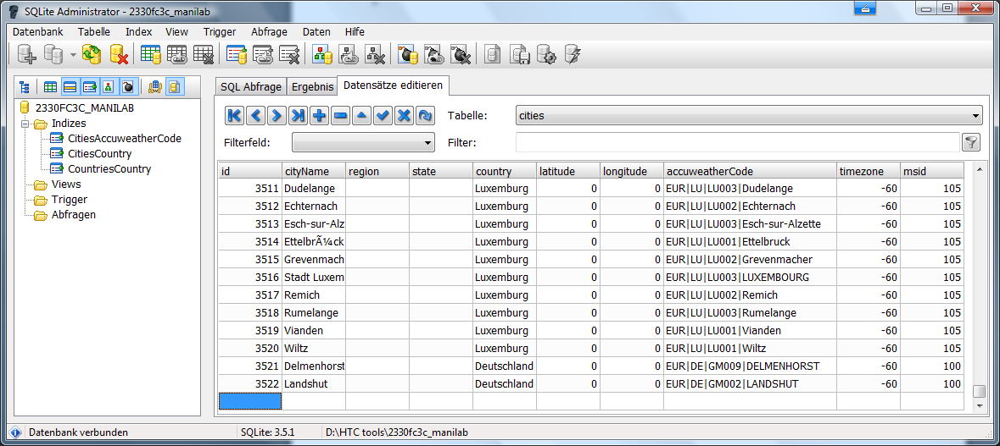 SQLite Administrator - 2330fc3c_manilab
Datenbank Tabelle Index View Trigger Abfrage Daten Hilfe
SQL Abfrage Ergebnis Datensätze editieren
2330FC3C_MANILAB
Indizes
CitiesAccuweatherCode
CitiesCountry
CountriesCountry
Views
Trigger
Abfragen
Tabelle: cities
Filterfeld: Filter:
id cityName region state country latitude longitude accuweatherCode timezone msid
3511 Dudelange Luxemburg 0 0 EUR|LU|LU003|Dudelange -60 105
3512 Echternach Luxemburg 0 0 EUR|LU|LU002|Echternach -60 105
3513 Esch-sur-Alz Luxemburg 0 0 EUR|LU|LU003|Esch-sur-Alzette -60 105
3514 EttelbrÃ¼ck Luxemburg 0 0 EUR|LU|LU001|Ettelbruck -60 105
3515 Grevenmach Luxemburg 0 0 EUR|LU|LU002|Grevenmacher -60 105
3516 Stadt Luxem Luxemburg 0 0 EUR|LU|LU003|LUXEMBOURG -60 105
3517 Remich Luxemburg 0 0 EUR|LU|LU002|Remich -60 105
3518 Rumelange Luxemburg 0 0 EUR|LU|LU003|Rumelange -60 105
3519 Vianden Luxemburg 0 0 EUR|LU|LU001|Vianden -60 105
3520 Wiltz Luxemburg 0 0 EUR|LU|LU001|Wiltz -60 105
3521 Delmenhorst Deutschland 0 0 EUR|DE|GM009|DELMENHORST -60 100
3522 Landshut Deutschland 0 0 EUR|DE|GM002|LANDSHUT -60 100
Datenbank verbunden SQLite: 3.5.1 D:\HTC tools\2330fc3c_manilab